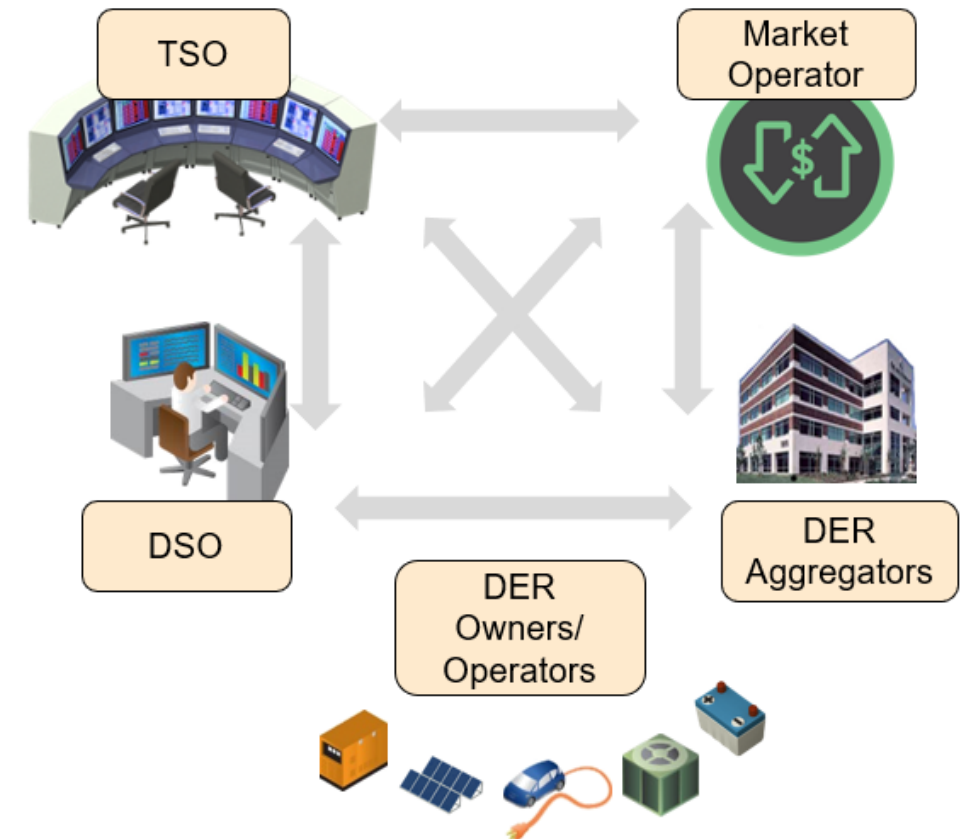 TSO
Market
Operator
$
DSO
DER
Aggregators
DER
Owners/
Operators